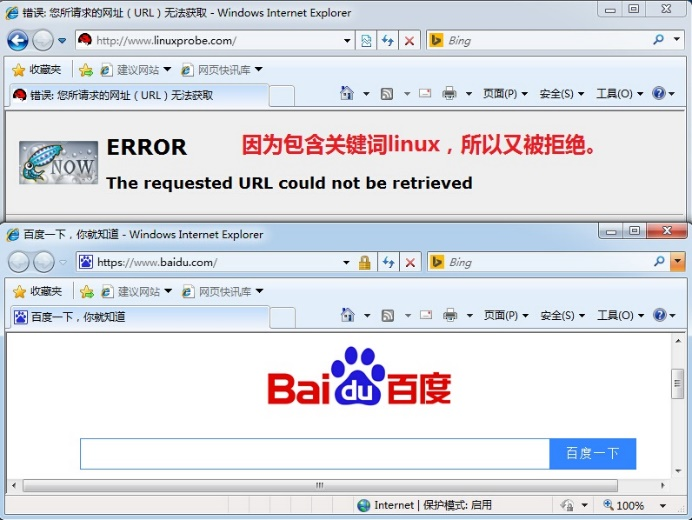 错误: 您所请求的网址（URL）无法获取 - Windows Internet Explorer
http://www.linuxprobe.com/
Bing
收藏夹 建议网站 网页快讯库
错误: 您所请求的网址（URL）无法获取
页面(P) 安全(S) 工具(O)
NOW
ERROR
因为包含关键词linux，所以又被拒绝。
The requested URL could not be retrieved
百度一下，你就知道 - Windows Internet Explorer
https://www.baidu.com/
Bing
收藏夹 建议网站 网页快讯库
百度一下，你就知道
页面(P) 安全(S) 工具(O)
Bai du 百度
百度一下
Internet | 保护模式: 启用
100%